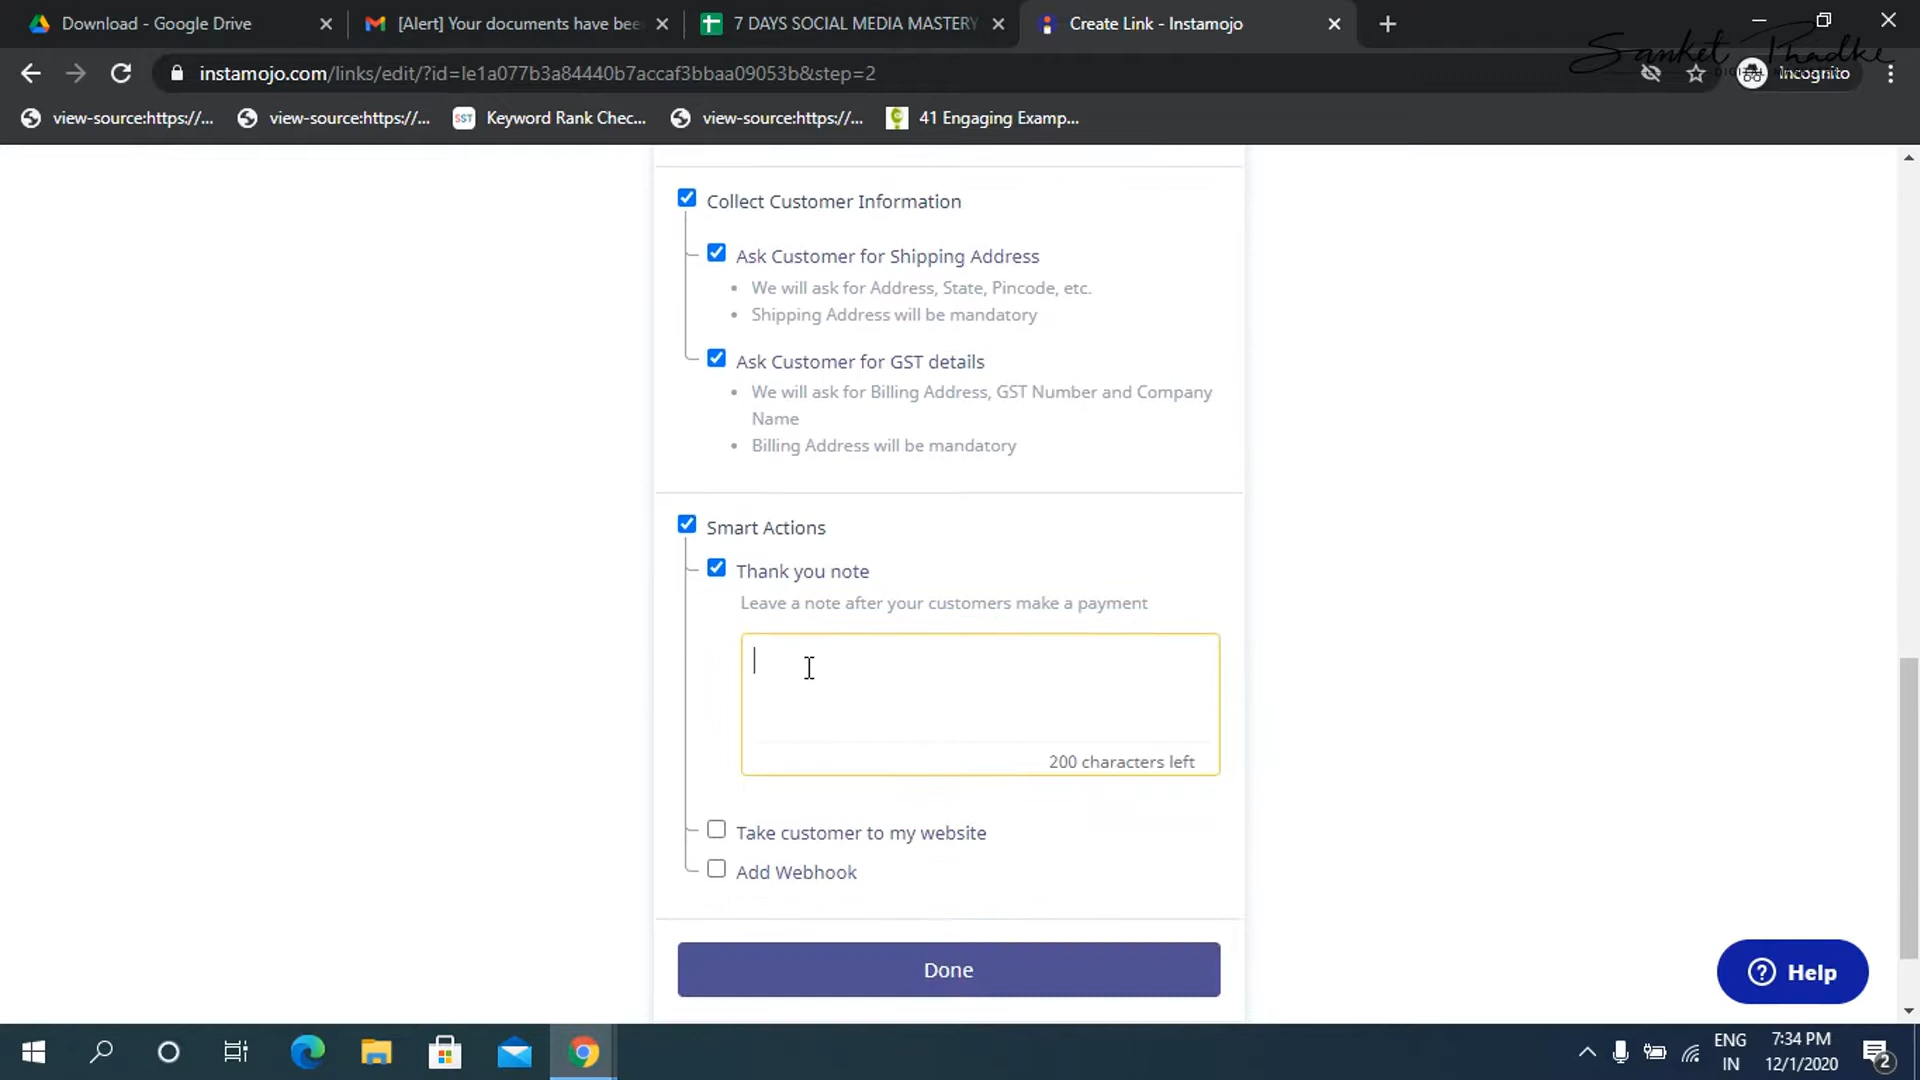 Download - Google Drive
[Alert] Your documents have bee
7 DAYS SOCIAL MEDIA MASTERY
Create Link - Instamojo
Sanket Phadke
instamojo.com/links/edit/?id=le1a077b3a84440b7accaf3bbaa09053b&step=2
Incognito
view-source:https://...
view-source:https://...
SST
Keyword Rank Chec...
view-source:https://...
41 Engaging Examp...
Collect Customer Information
Ask Customer for Shipping Address
• We will ask for Address, State, Pincode, etc.
• Shipping Address will be mandatory
Ask Customer for GST details
• We will ask for Billing Address, GST Number and Company
Name
• Billing Address will be mandatory
Smart Actions
Thank you note
Leave a note after your customers make a payment
200 characters left
Take customer to my website
Add Webhook
Done
Help
ENG
IN
7:34 PM
12/1/2020
2